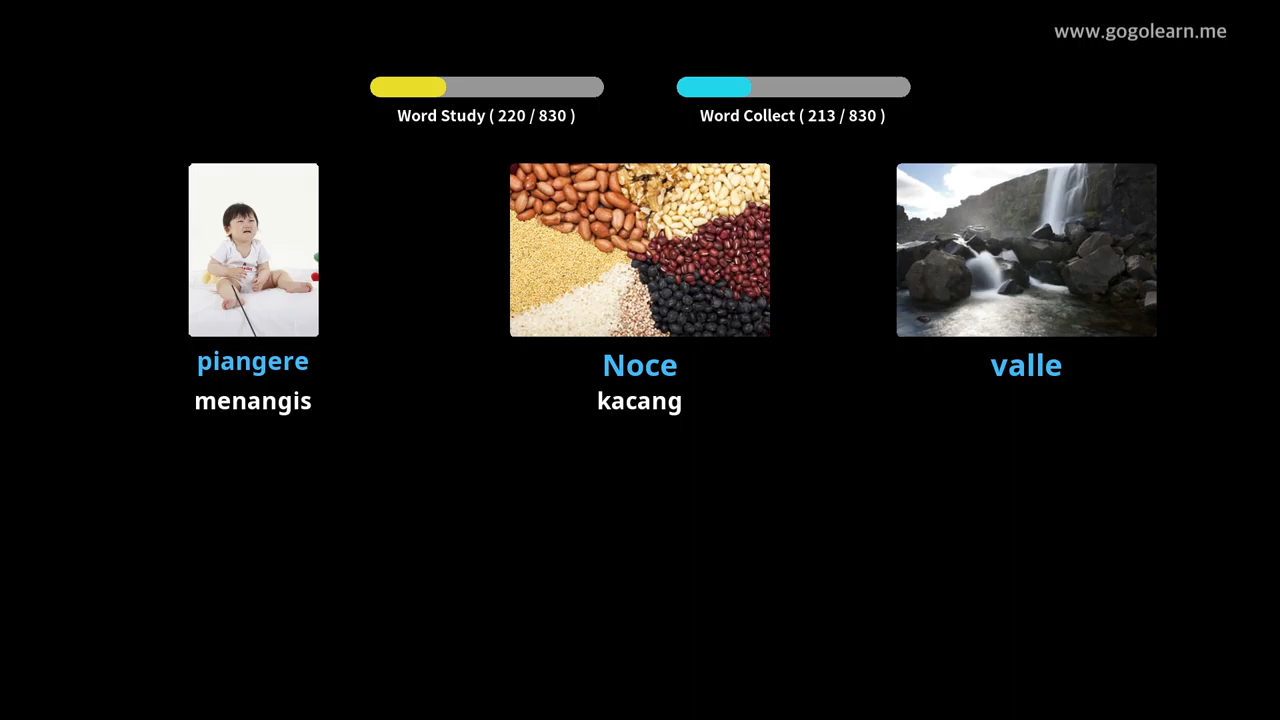 www.gogolearn.me
Word Study ( 220 / 830 )
Word Collect ( 213 / 830 )
piangere
Noce
valle
menangis
kacang